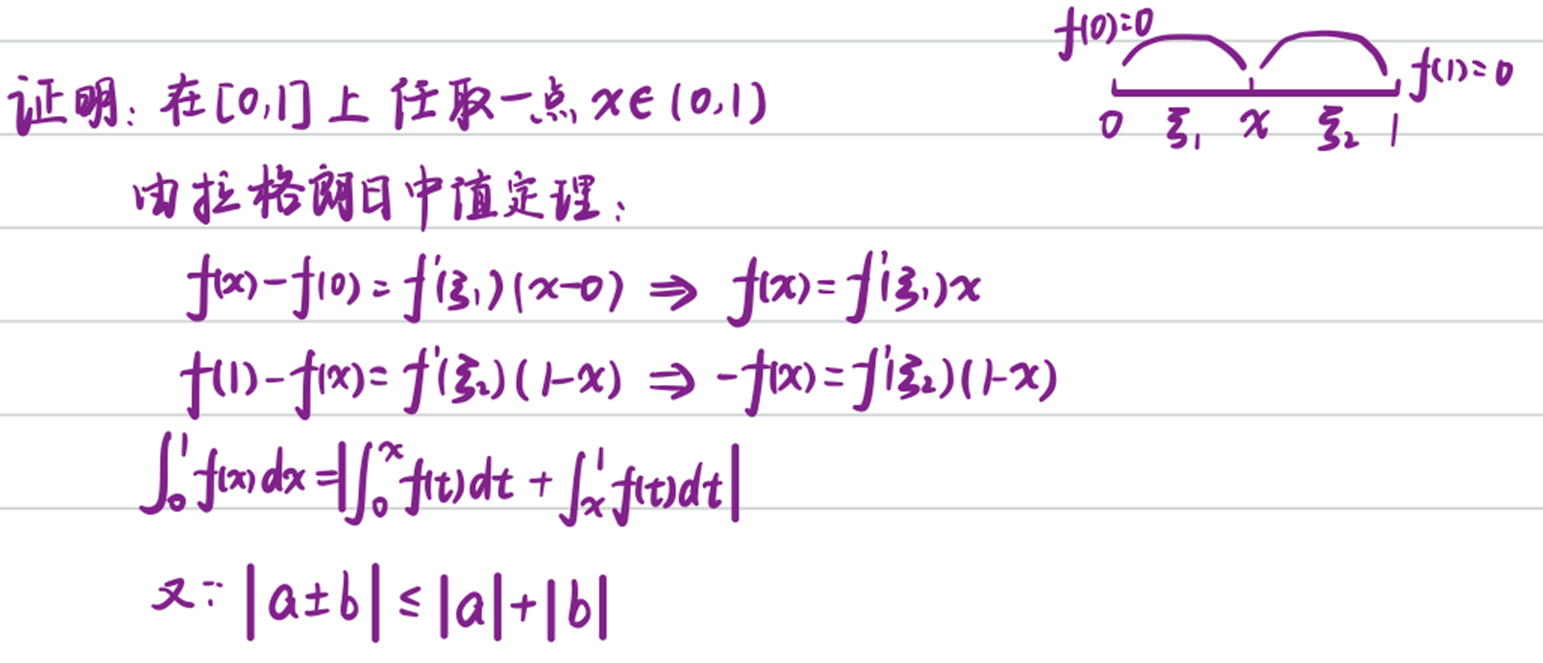 f(0)=0
f(1)=0
0 ξ₁ x ξ₂ 1
证明: 在[0,1]上 任取一点 x∈(0,1)
由拉格朗日中值定理:
f(x)-f(0)=f'(ξ₁)(x-0) ⇒ f(x)=f'(ξ₁)x
f(1)-f(x)=f'(ξ₂)(1-x) ⇒ -f(x)=f'(ξ₂)(1-x)
∫₀¹f(x)dx=|∫₀ˣf(t)dt+∫ₓ¹f(t)dt|
又∵|a±b|≤|a|+|b|